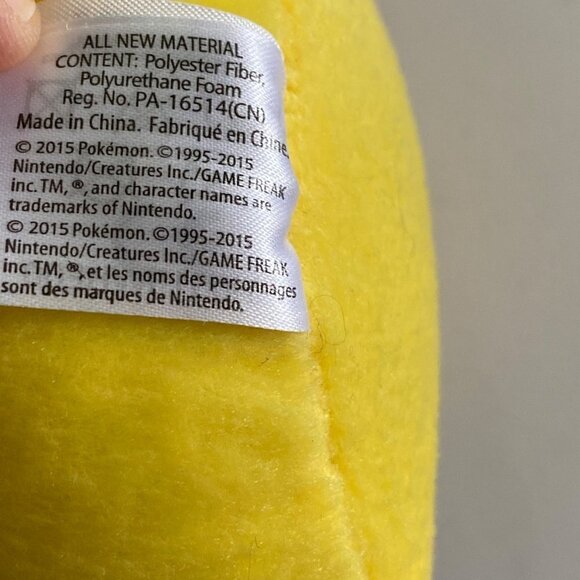 ALL NEW MATERIAL
CONTENT: Polyester Fiber,
Polyurethane Foam
Reg. No. PA-16514(CN)
Made in China. Fabriqué en Chine.
© 2015 Pokémon. ©1995-2015
Nintendo/Creatures Inc./GAME FREAK
inc. TM, ®, and character names are
trademarks of Nintendo.
© 2015 Pokémon. ©1995-2015
Nintendo/Creatures Inc./GAME FREAK
inc. TM, ®, et les noms des personnages
sont des marques de Nintendo.